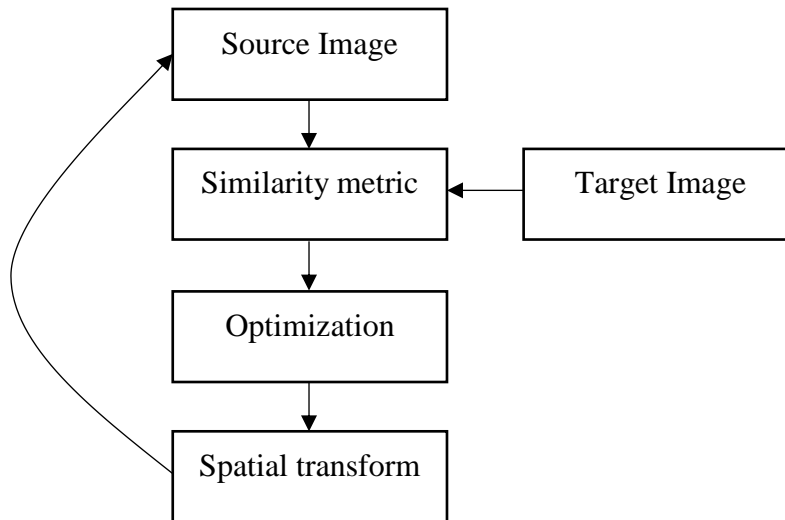 Source Image
Similarity metric
Target Image
Optimization
Spatial transform